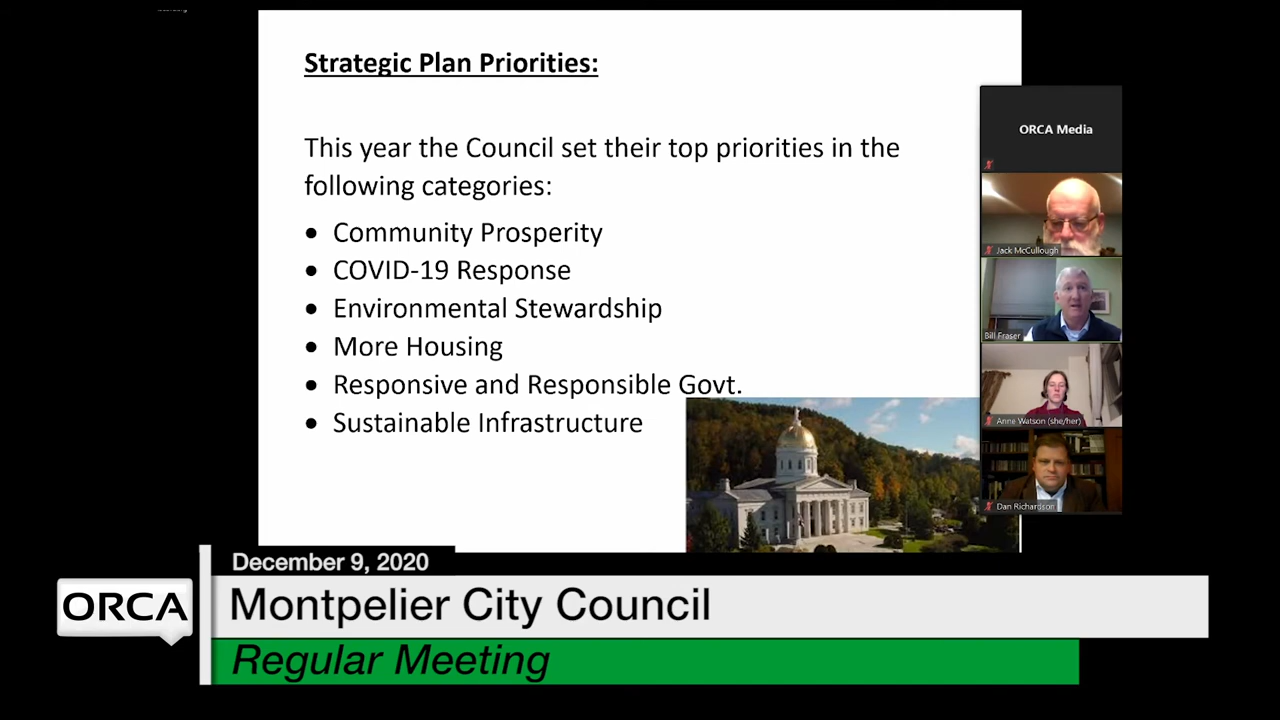 Strategic Plan Priorities:
This year the Council set their top priorities in the
following categories:
• Community Prosperity
• COVID-19 Response
• Environmental Stewardship
• More Housing
• Responsive and Responsible Govt.
• Sustainable Infrastructure
ORCA Media
Jack McCullough
Bill Fraser
Anne Watson (she/her)
Dan Richardson
December 9, 2020
ORCA
Montpelier City Council
Regular Meeting